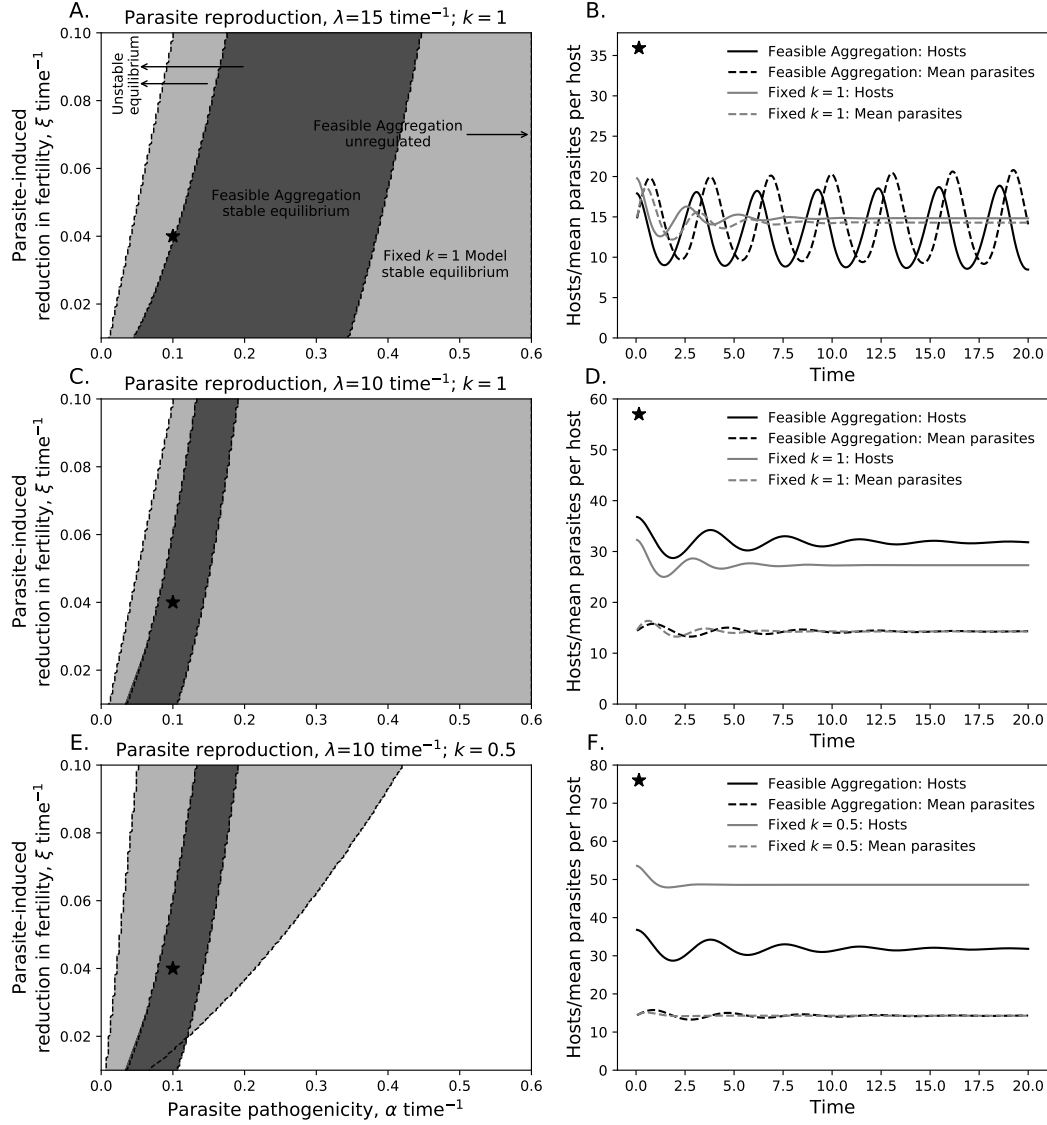 A.
Parasite reproduction, λ=15 time⁻¹; k = 1
Parasite-induced
reduction in fertility, ξ time⁻¹
0.10
0.08
0.06
0.04
0.02
Unstable
equilibrium
Feasible Aggregation
unregulated
Feasible Aggregation
stable equilibrium
Fixed k = 1 Model
stable equilibrium
0.0 0.1 0.2 0.3 0.4 0.5 0.6
B.
Hosts/mean parasites per host
35
30
25
20
15
10
5
0
Feasible Aggregation: Hosts
Feasible Aggregation: Mean parasites
Fixed k = 1: Hosts
Fixed k = 1: Mean parasites
0.0 2.5 5.0 7.5 10.0 12.5 15.0 17.5 20.0
Time
C.
Parasite reproduction, λ=10 time⁻¹; k = 1
Parasite-induced
reduction in fertility, ξ time⁻¹
0.10
0.08
0.06
0.04
0.02
0.0 0.1 0.2 0.3 0.4 0.5 0.6
D.
Hosts/mean parasites per host
60
50
40
30
20
10
0
Feasible Aggregation: Hosts
Feasible Aggregation: Mean parasites
Fixed k = 1: Hosts
Fixed k = 1: Mean parasites
0.0 2.5 5.0 7.5 10.0 12.5 15.0 17.5 20.0
Time
E.
Parasite reproduction, λ=10 time⁻¹; k = 0.5
Parasite-induced
reduction in fertility, ξ time⁻¹
0.10
0.08
0.06
0.04
0.02
0.0 0.1 0.2 0.3 0.4 0.5 0.6
Parasite pathogenicity, α time⁻¹
F.
Hosts/mean parasites per host
80
70
60
50
40
30
20
10
0
Feasible Aggregation: Hosts
Feasible Aggregation: Mean parasites
Fixed k = 0.5: Hosts
Fixed k = 0.5: Mean parasites
0.0 2.5 5.0 7.5 10.0 12.5 15.0 17.5 20.0
Time